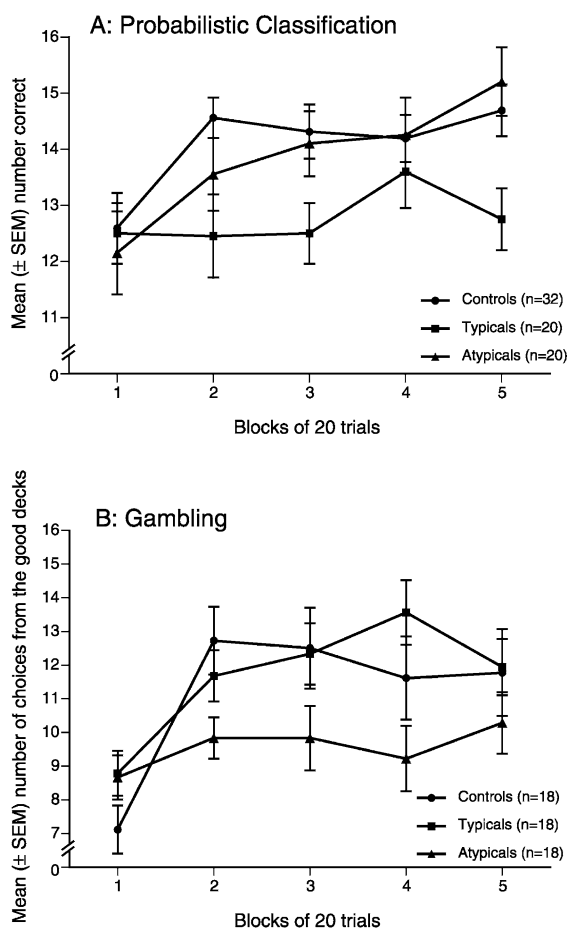 A: Probabilistic Classification
16
15
14
13
12
11
0
Mean (± SEM) number correct
Controls (n=32)
Typicals (n=20)
Atypicals (n=20)
1 2 3 4 5
Blocks of 20 trials
B: Gambling
16
15
14
13
12
11
10
9
8
7
0
Mean (± SEM) number of choices from the good decks
Controls (n=18)
Typicals (n=18)
Atypicals (n=18)
1 2 3 4 5
Blocks of 20 trials